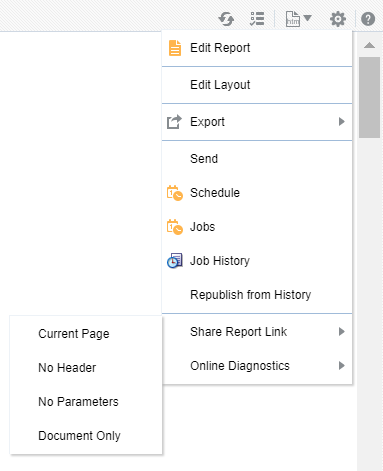 htm
Edit Report
Edit Layout
Export
Send
Schedule
Jobs
Job History
Republish from History
Share Report Link
Online Diagnostics
Current Page
No Header
No Parameters
Document Only